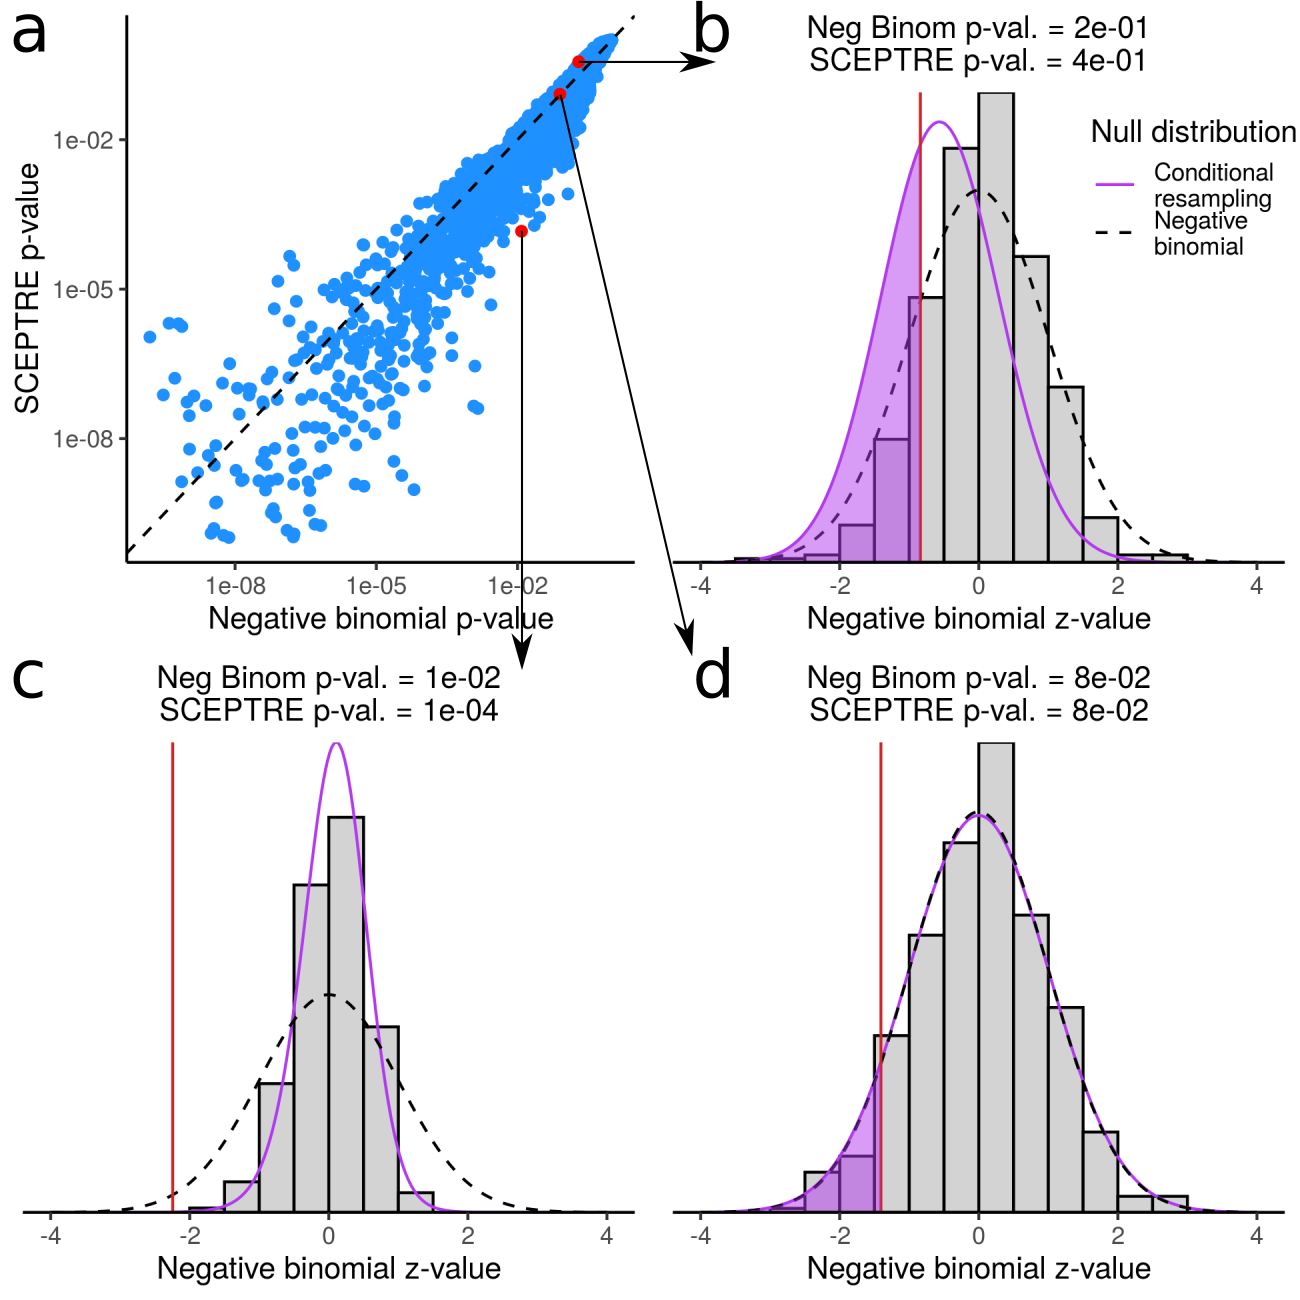 a
SCEPTRE p-value
1e-02
1e-05
1e-08
1e-08 1e-05 1e-02
Negative binomial p-value
b
Neg Binom p-val. = 2e-01
SCEPTRE p-val. = 4e-01
Null distribution
Conditional
resampling
Negative
binomial
-4 -2 0 2 4
Negative binomial z-value
c
Neg Binom p-val. = 1e-02
SCEPTRE p-val. = 1e-04
-4 -2 0 2 4
Negative binomial z-value
d
Neg Binom p-val. = 8e-02
SCEPTRE p-val. = 8e-02
-4 -2 0 2 4
Negative binomial z-value